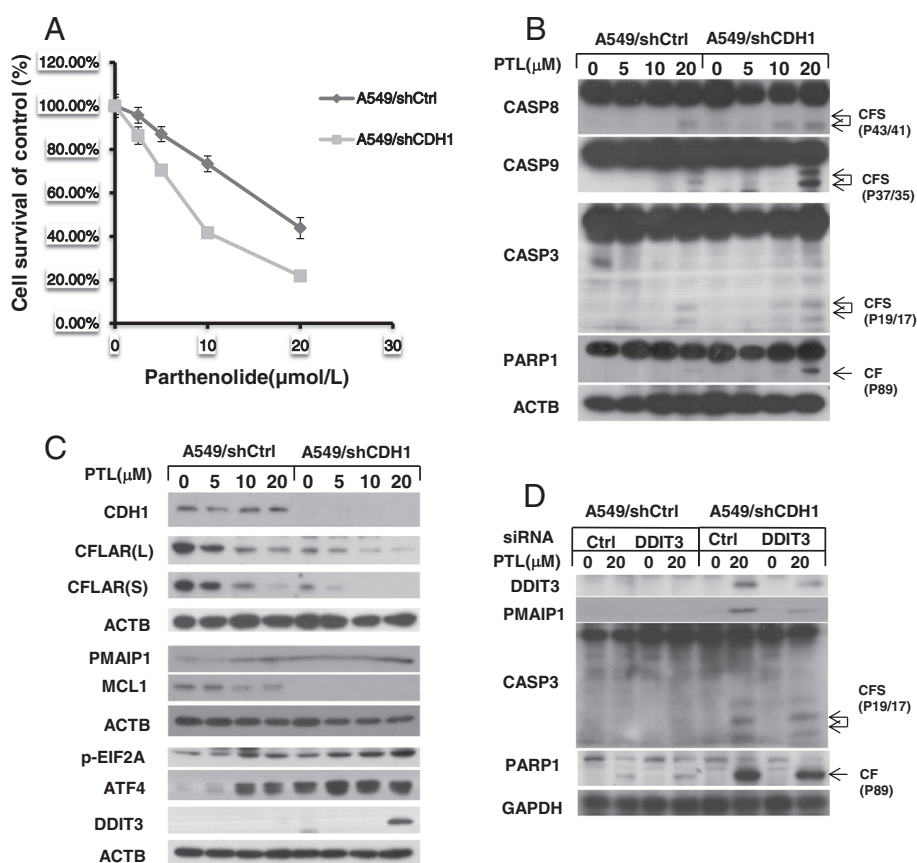 A
Cell survival of control (%)
120.00%
100.00%
80.00%
60.00%
40.00%
20.00%
0.00%
0 10 20 30
Parthenolide(μmol/L)
A549/shCtrl
A549/shCDH1
B
A549/shCtrl A549/shCDH1
PTL(μM) 0 5 10 20 0 5 10 20
CASP8
CFS
(P43/41)
CASP9
CFS
(P37/35)
CASP3
CFS
(P19/17)
PARP1
CF
(P89)
ACTB
C
A549/shCtrl A549/shCDH1
PTL(μM) 0 5 10 20 0 5 10 20
CDH1
CFLAR(L)
CFLAR(S)
ACTB
PMAIP1
MCL1
ACTB
p-EIF2A
ATF4
DDIT3
ACTB
D
A549/shCtrl A549/shCDH1
siRNA Ctrl DDIT3 Ctrl DDIT3
PTL(μM) 0 20 0 20 0 20 0 20
DDIT3
PMAIP1
CASP3
CFS
(P19/17)
PARP1
CF
(P89)
GAPDH